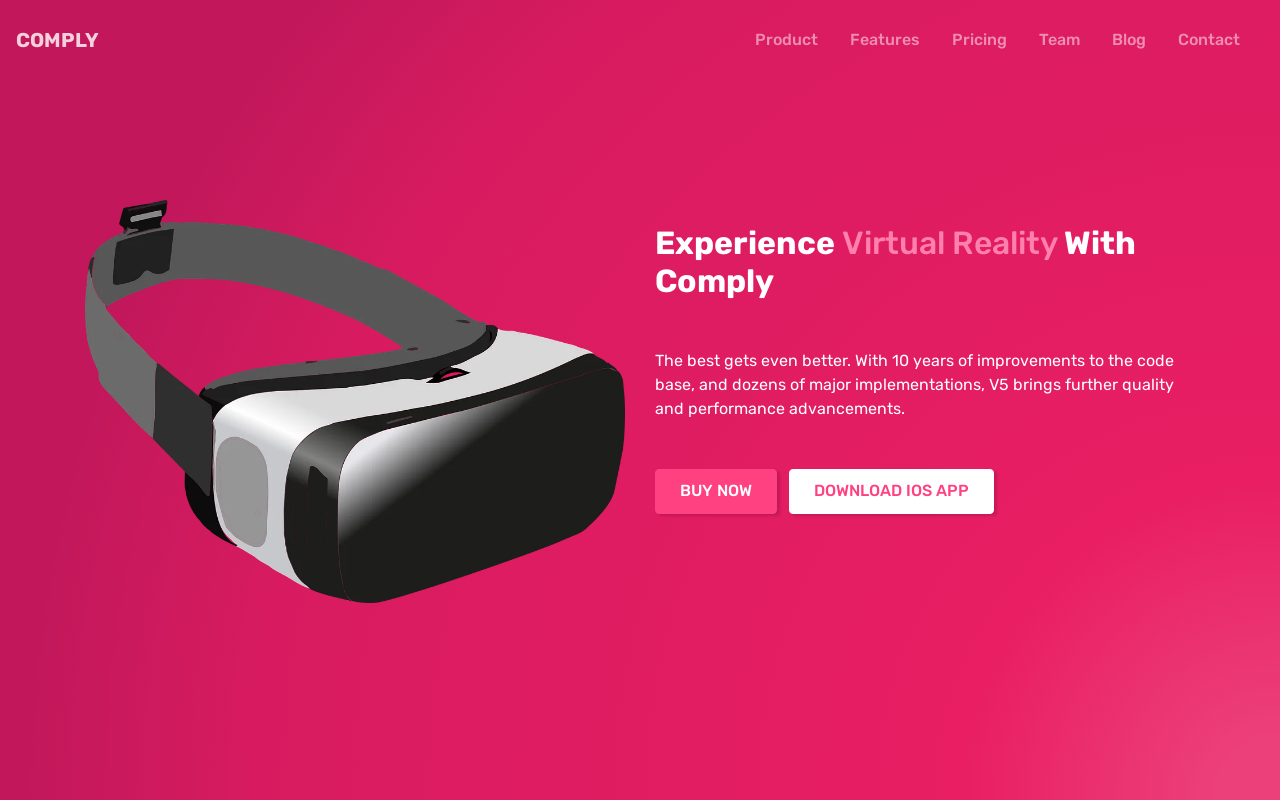 COMPLY
Product Features Pricing Team Blog Contact
Experience Virtual Reality With
Comply
The best gets even better. With 10 years of improvements to the code
base, and dozens of major implementations, V5 brings further quality
and performance advancements.
BUY NOW DOWNLOAD IOS APP